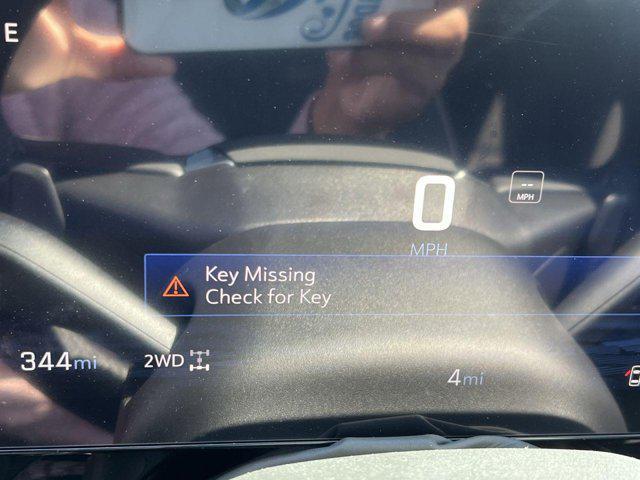 E
0
--
MPH
MPH
Key Missing
Check for Key
344mi
2WD
4mi